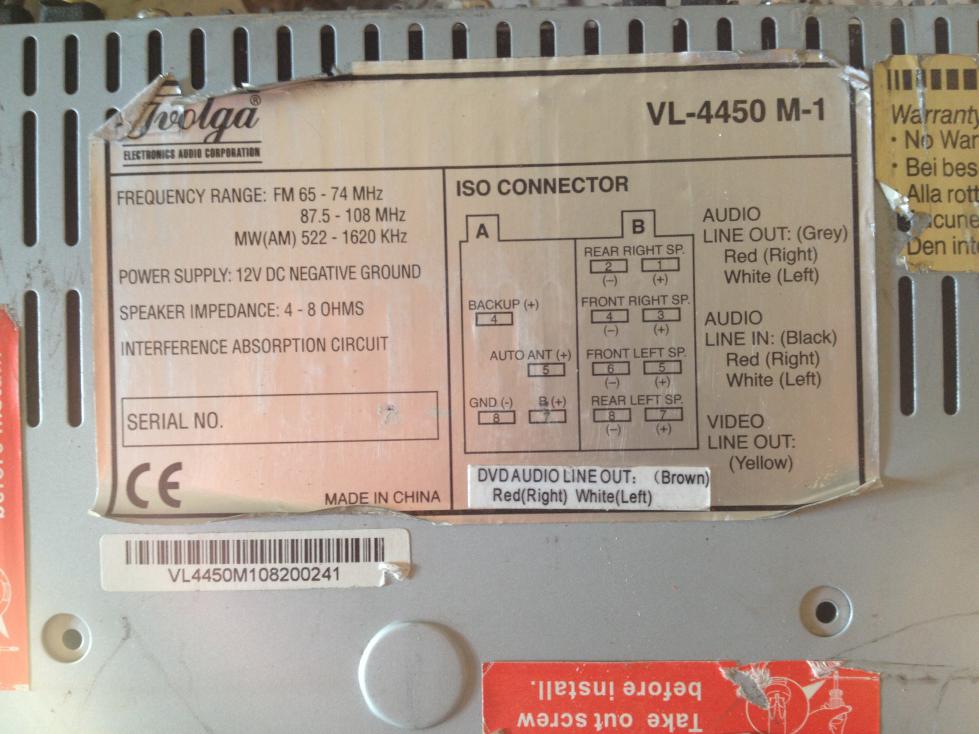 Ivolga®
ELECTRONICS AUDIO CORPORATION
VL-4450 M-1
FREQUENCY RANGE: FM 65 - 74 MHz
87.5 - 108 MHz
MW(AM) 522 - 1620 KHz
POWER SUPPLY: 12V DC NEGATIVE GROUND
SPEAKER IMPEDANCE: 4 - 8 OHMS
INTERFERENCE ABSORPTION CIRCUIT
SERIAL NO.
CE
MADE IN CHINA
ISO CONNECTOR
A
BACKUP (+)
4
AUTO ANT (+)
5
GND (-) B (+)
8 7
B
REAR RIGHT SP.
2 1
(-) (+)
FRONT RIGHT SP.
4 3
(-) (+)
FRONT LEFT SP.
6 5
(-) (+)
REAR LEFT SP.
8 7
(-) (+)
AUDIO
LINE OUT: (Grey)
Red (Right)
White (Left)
AUDIO
LINE IN: (Black)
Red (Right)
White (Left)
VIDEO
LINE OUT:
(Yellow)
DVD AUDIO LINE OUT: (Brown)
Red(Right) White(Left)
VL4450M108200241
Warranty
• No War
• Bei bes
Alla rott
Den int
Take out screw
before install.
before install.